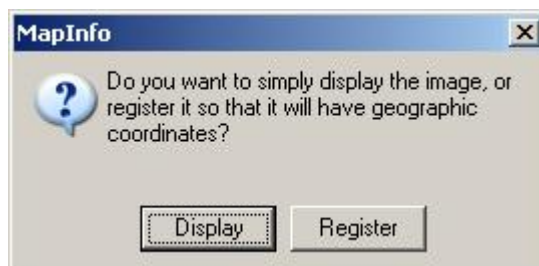 MapInfo
Do you want to simply display the image, or
register it so that it will have geographic
coordinates?
Display
Register